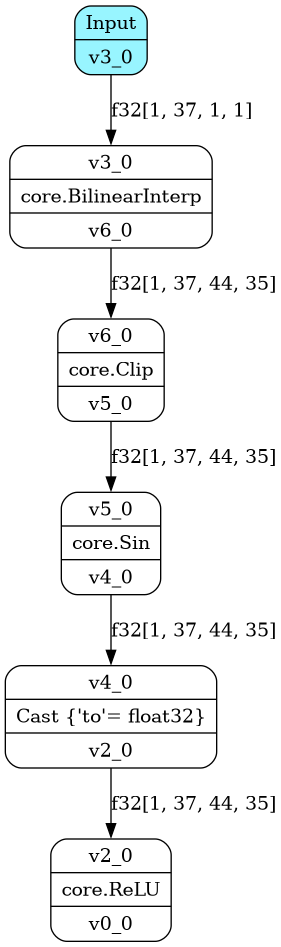 Input
v3_0
f32[1, 37, 1, 1]
v3_0
core.BilinearInterp
v6_0
f32[1, 37, 44, 35]
v6_0
core.Clip
v5_0
f32[1, 37, 44, 35]
v5_0
core.Sin
v4_0
f32[1, 37, 44, 35]
v4_0
Cast {'to'= float32}
v2_0
f32[1, 37, 44, 35]
v2_0
core.ReLU
v0_0